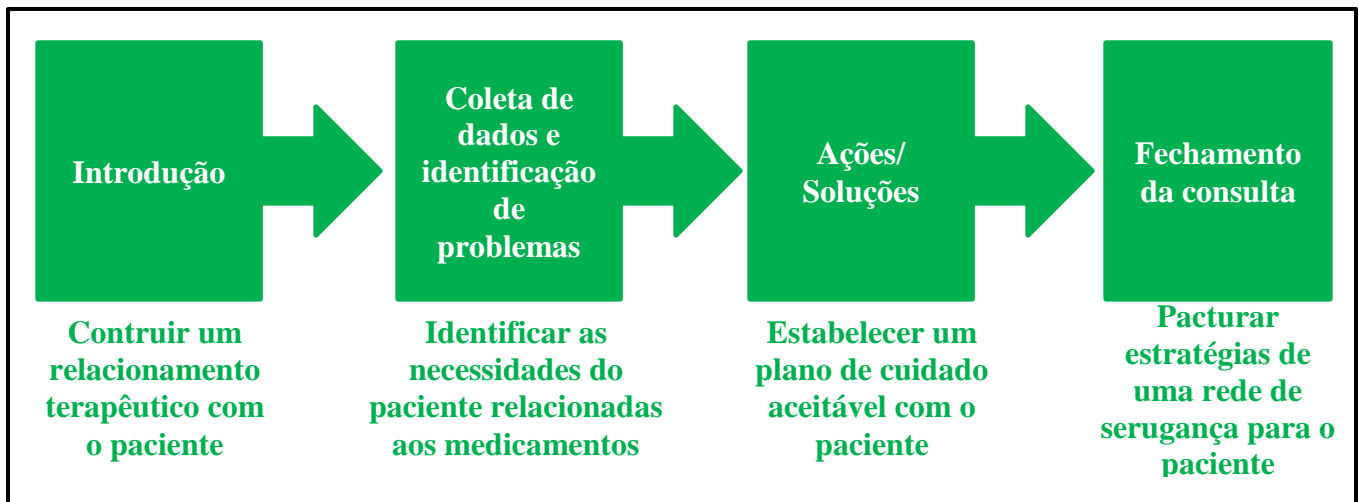 Introdução
Coleta de
dados e
identificação
de
problemas
Ações/
Soluções
Fechamento
da consulta
Contruir um
relacionamento
terapêutico com
o paciente
Identificar as
necessidades do
paciente relacionadas
aos medicamentos
Estabelecer um
plano de cuidado
aceitável com o
paciente
Pacturar
estratégias de
uma rede de
serugança para o
paciente